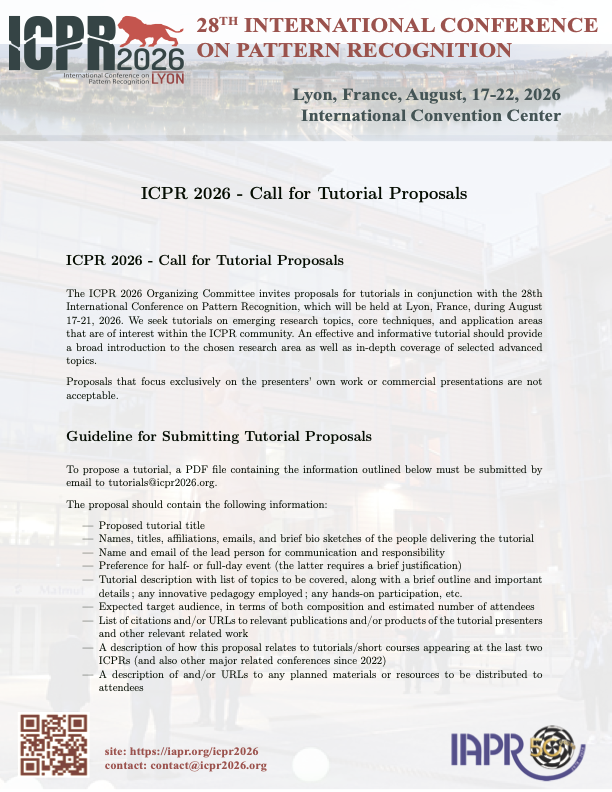 ICPR
2026
International Conference on
Pattern Recognition
LYON
28TH INTERNATIONAL CONFERENCE
ON PATTERN RECOGNITION
Lyon, France, August, 17-22, 2026
International Convention Center
ICPR 2026 - Call for Tutorial Proposals
ICPR 2026 - Call for Tutorial Proposals
The ICPR 2026 Organizing Committee invites proposals for tutorials in conjunction with the 28th
International Conference on Pattern Recognition, which will be held at Lyon, France, during August
17-21, 2026. We seek tutorials on emerging research topics, core techniques, and application areas
that are of interest within the ICPR community. An effective and informative tutorial should provide
a broad introduction to the chosen research area as well as in-depth coverage of selected advanced
topics.
Proposals that focus exclusively on the presenters' own work or commercial presentations are not
acceptable.
Guideline for Submitting Tutorial Proposals
To propose a tutorial, a PDF file containing the information outlined below must be submitted by
email to tutorials@icpr2026.org.
The proposal should contain the following information:
— Proposed tutorial title
— Names, titles, affiliations, emails, and brief bio sketches of the people delivering the tutorial
— Name and email of the lead person for communication and responsibility
— Preference for half- or full-day event (the latter requires a brief justification)
— Tutorial description with list of topics to be covered, along with a brief outline and important
details ; any innovative pedagogy employed ; any hands-on participation, etc.
— Expected target audience, in terms of both composition and estimated number of attendees
— List of citations and/or URLs to relevant publications and/or products of the tutorial presenters
and other relevant related work
— A description of how this proposal relates to tutorials/short courses appearing at the last two
ICPRs (and also other major related conferences since 2022)
— A description of and/or URLs to any planned materials or resources to be distributed to
attendees
site: https://iapr.org/icpr2026
contact: contact@icpr2026.org
IAPR